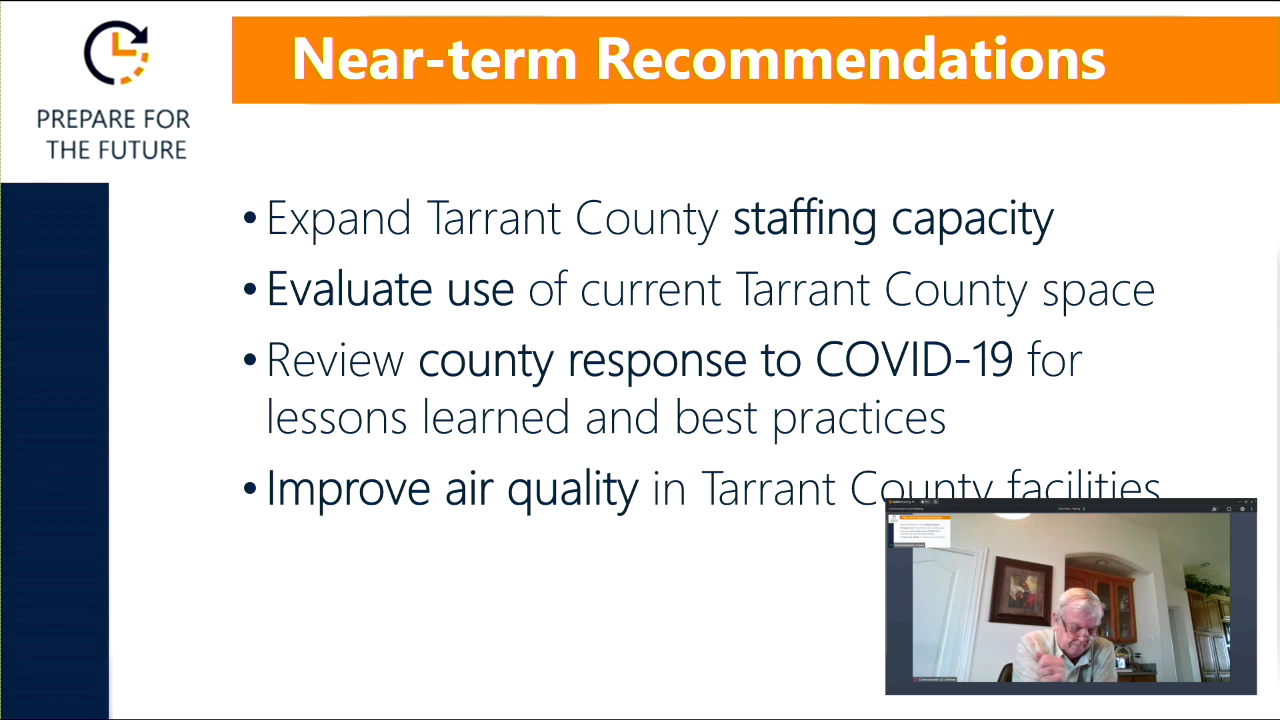 PREPARE FOR
THE FUTURE
Near-term Recommendations
• Expand Tarrant County staffing capacity
• Evaluate use of current Tarrant County space
• Review county response to COVID-19 for
lessons learned and best practices
• Improve air quality in Tarrant County facilities